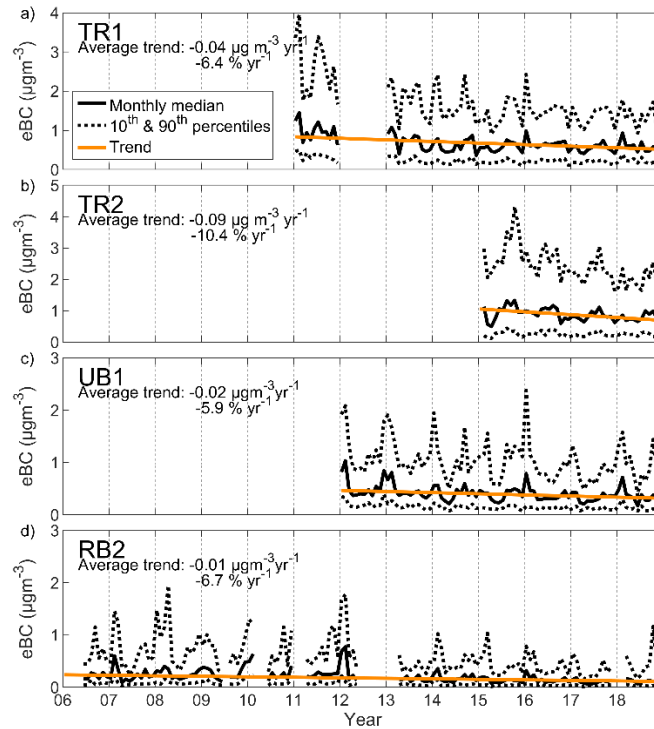 a)
TR1
Average trend: -0.04 µg m⁻³ yr⁻¹
-6.4 % yr⁻¹
Monthly median
10th & 90th percentiles
Trend
eBC (µgm⁻³)
4
3
2
1
0
b)
TR2
Average trend: -0.09 µg m⁻³ yr⁻¹
-10.4 % yr⁻¹
eBC (µgm⁻³)
5
4
3
2
1
0
c)
UB1
Average trend: -0.02 µgm⁻³yr⁻¹
-5.9 % yr⁻¹
eBC (µgm⁻³)
3
2
1
0
d)
RB2
Average trend: -0.01 µgm⁻³yr⁻¹
-6.7 % yr⁻¹
eBC (µgm⁻³)
3
2
1
0
06 07 08 09 10 11 12 13 14 15 16 17 18
Year